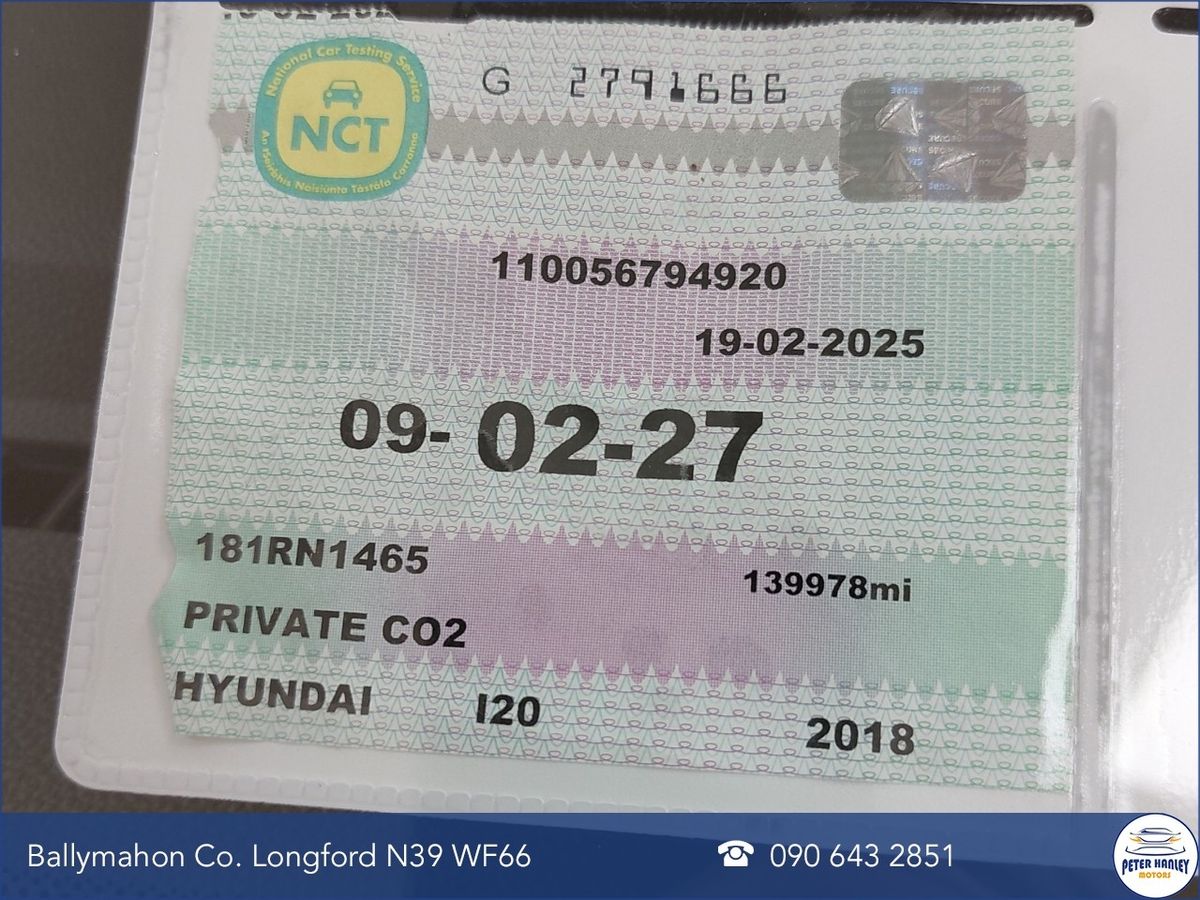 National Car Testing Service
NCT
An tSeirbhís Náisiúnta Tástála Carranna
G 2791666
110056794920
19-02-2025
09-02-27
181RN1465
139978mi
PRIVATE CO2
HYUNDAI I20 2018
Ballymahon Co. Longford N39 WF66
☎ 090 643 2851
PETER HANLEY
MOTORS